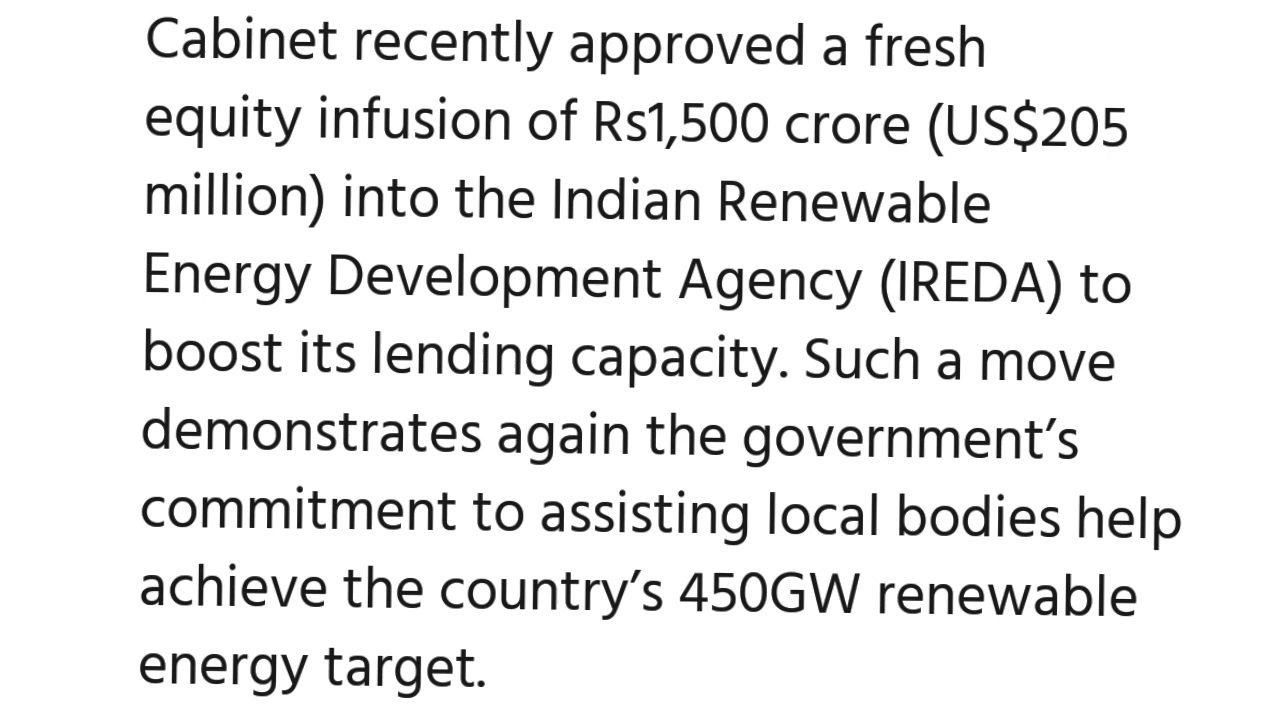 Cabinet recently approved a fresh
equity infusion of Rs1,500 crore (US$205
million) into the Indian Renewable
Energy Development Agency (IREDA) to
boost its lending capacity. Such a move
demonstrates again the government’s
commitment to assisting local bodies help
achieve the country’s 450GW renewable
energy target.